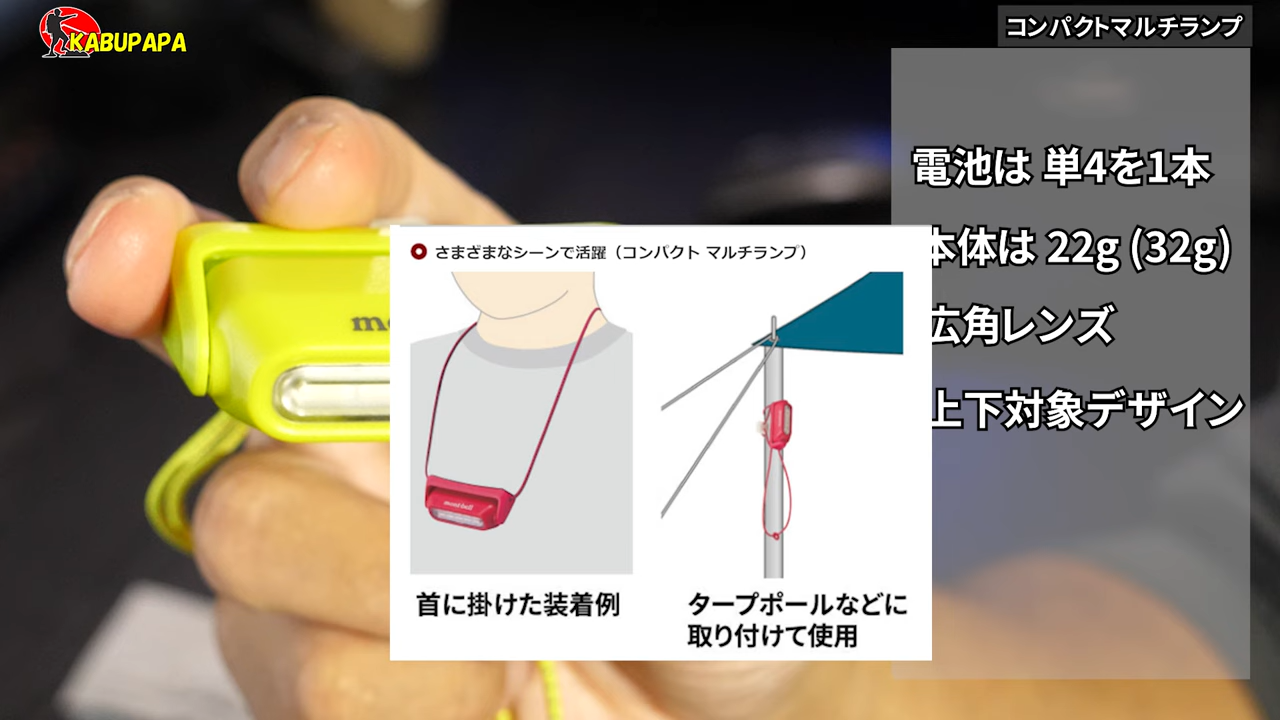 KABUPAPA
コンパクトマルチランプ
電池は 単4を1本
本体は 22g (32g)
広角レンズ
上下対象デザイン
さまざまなシーンで活躍（コンパクト マルチランプ）
mont-bell
首に掛けた装着例
タープポールなどに
取り付けて使用